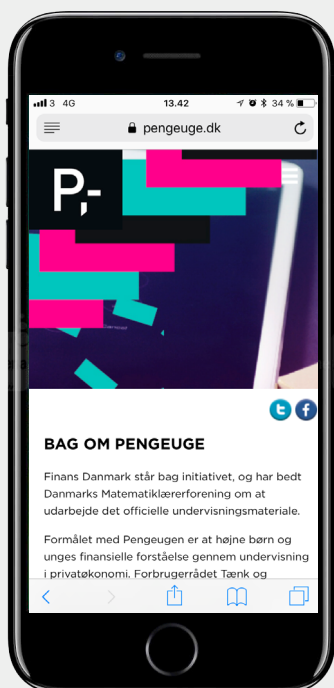 3 4G 13.42 34 %
pengeuge.dk
P,-
BAG OM PENGEUGE
Finans Danmark står bag initiativet, og har bedt
Danmarks Matematiklærerforening om at
udarbejde det officielle undervisningsmateriale.
Formålet med Pengeugen er at højne børn og
unges finansielle forståelse gennem undervisning
i privatøkonomi. Forbrugerrådet Tænk og